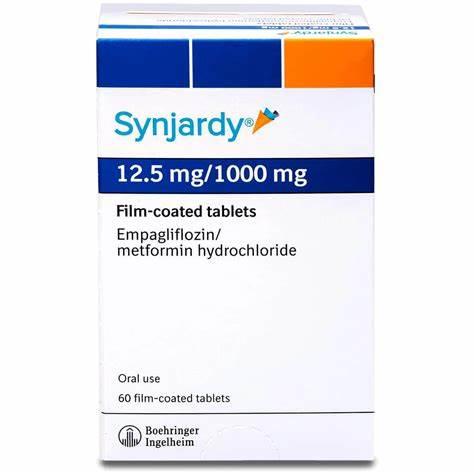 Synjardy®
12.5 mg/1000 mg
Film-coated tablets
Empagliflozin/
metformin hydrochloride
Oral use
60 film-coated tablets
Boehringer
Ingelheim